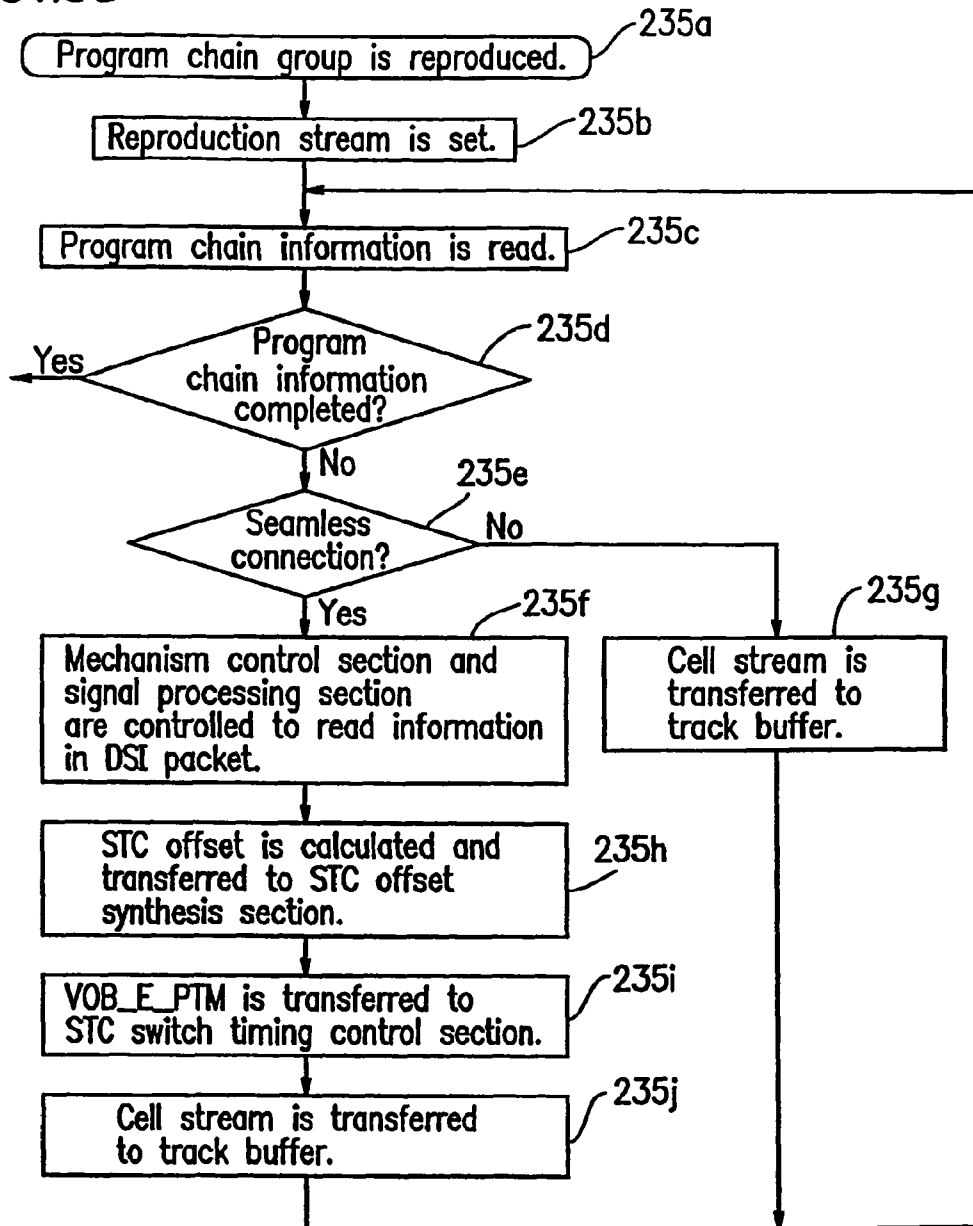 Program chain group is reproduced.
235a
Reproduction stream is set.
235b
Program chain information is read.
235c
Program
chain information
completed?
235d
Yes
No
Seamless
connection?
235e
No
Yes
Mechanism control section and
signal processing section
are controlled to read information
in DSI packet.
235f
Cell stream is
transferred to
track buffer.
235g
STC offset is calculated and
transferred to STC offset
synthesis section.
235h
VOB_E_PTM is transferred to
STC switch timing control section.
235i
Cell stream is transferred
to track buffer.
235j